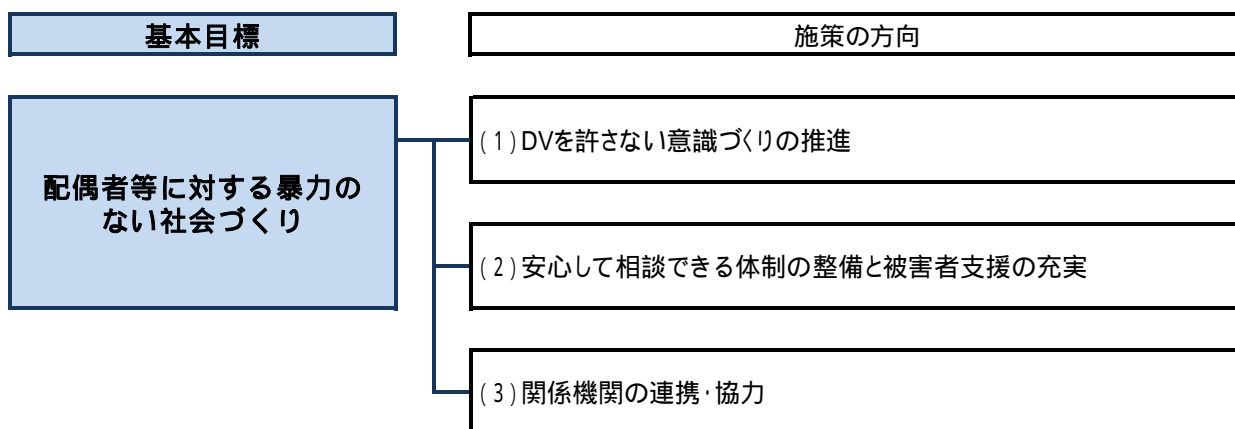 基本目標
施策の方向
配偶者等に対する暴力の
ない社会づくり
(1)DVを許さない意識づくりの推進
(2)安心して相談できる体制の整備と被害者支援の充実
(3)関係機関の連携・協力